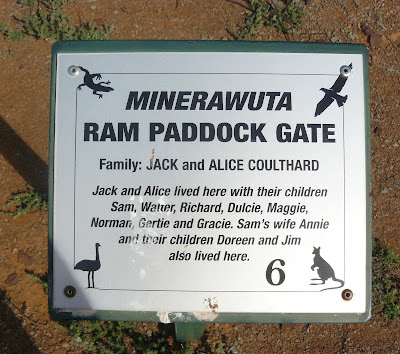 MINERAWUTA
RAM PADDOCK GATE
Family: JACK and ALICE COULTHARD
Jack and Alice lived here with their children
Sam, Walter, Richard, Dulcie, Maggie,
Norman, Gertie and Gracie. Sam's wife Annie
and their children Doreen and Jim
also lived here.
6